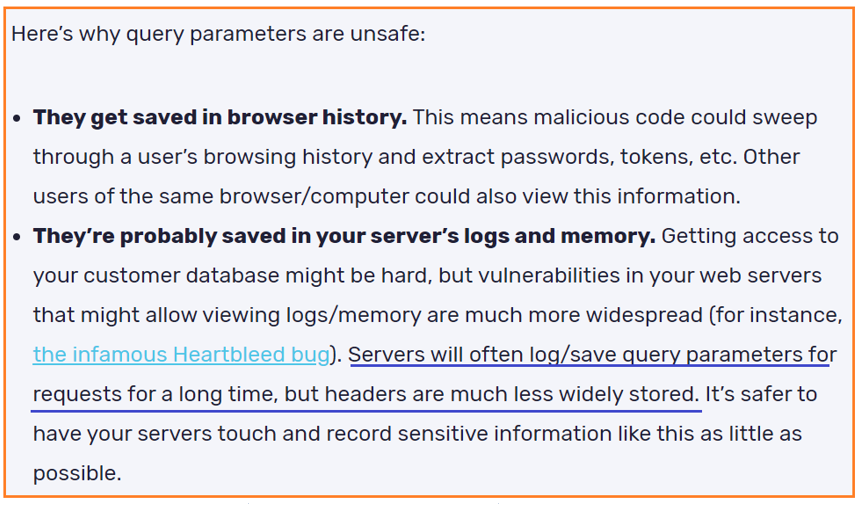 Here’s why query parameters are unsafe:
• They get saved in browser history. This means malicious code could sweep
through a user’s browsing history and extract passwords, tokens, etc. Other
users of the same browser/computer could also view this information.
• They’re probably saved in your server’s logs and memory. Getting access to
your customer database might be hard, but vulnerabilities in your web servers
that might allow viewing logs/memory are much more widespread (for instance,
the infamous Heartbleed bug). Servers will often log/save query parameters for
requests for a long time, but headers are much less widely stored. It’s safer to
have your servers touch and record sensitive information like this as little as
possible.